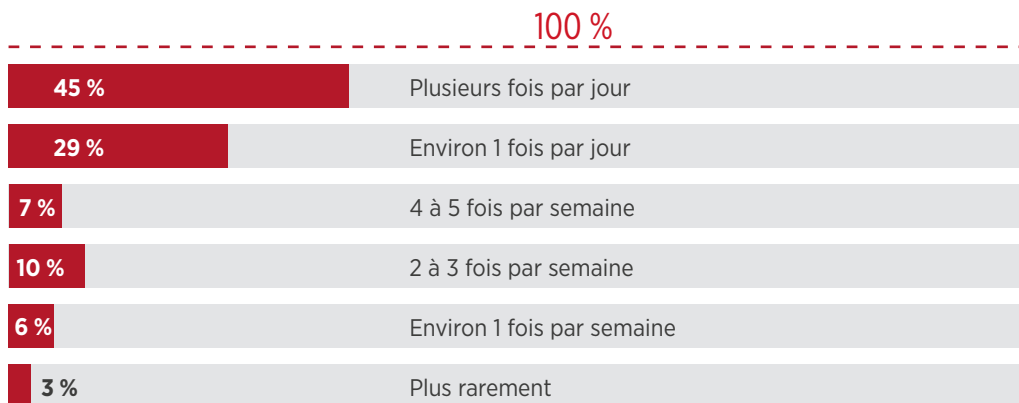 100 %
45 % Plusieurs fois par jour
29 % Environ 1 fois par jour
7 % 4 à 5 fois par semaine
10 % 2 à 3 fois par semaine
6 % Environ 1 fois par semaine
3 % Plus rarement